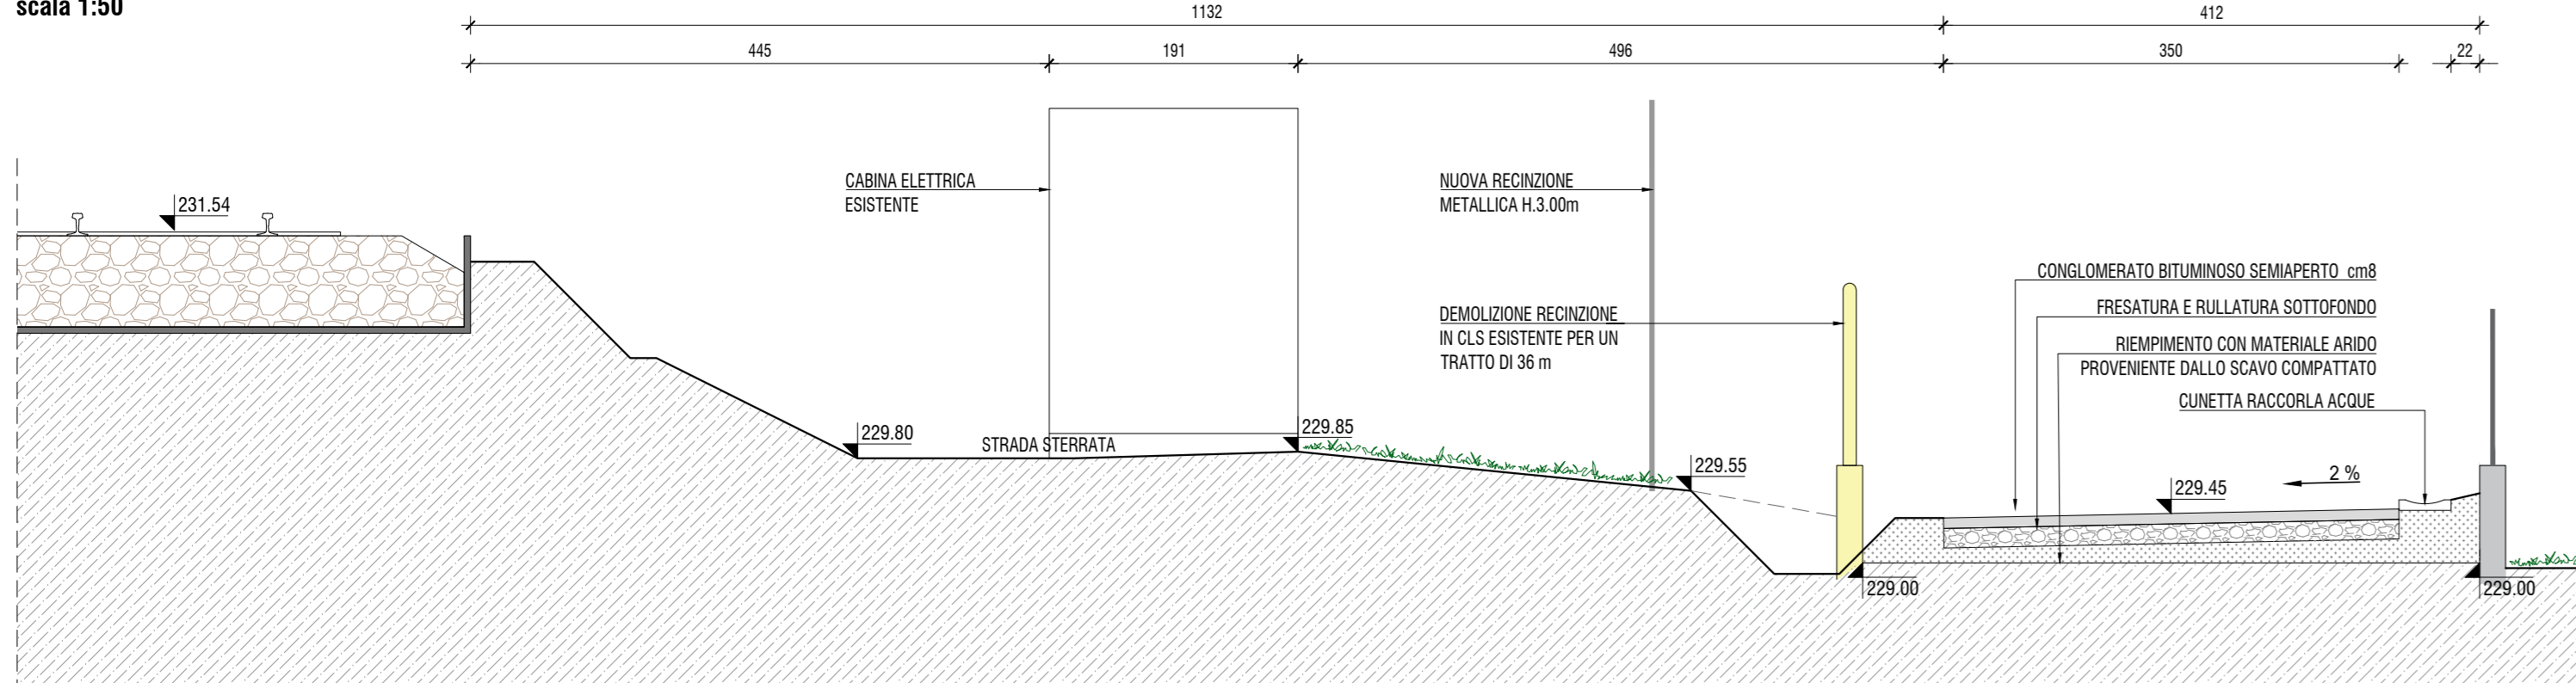 scala 1:50
1132
412
445
191
496
350
22
231.54
CABINA ELETTRICA
ESISTENTE
NUOVA RECINZIONE
METALLICA H.3.00m
DEMOLIZIONE RECINZIONE
IN CLS ESISTENTE PER UN
TRATTO DI 36 m
CONGLOMERATO BITUMINOSO SEMIAPERTO cm8
FRESATURA E RULLATURA SOTTOFONDO
RIEMPIMENTO CON MATERIALE ARIDO
PROVENIENTE DALLO SCAVO COMPATTATO
CUNETTA RACCORLA ACQUE
229.80
STRADA STERRATA
229.85
229.55
229.45
2 %
229.00
229.00